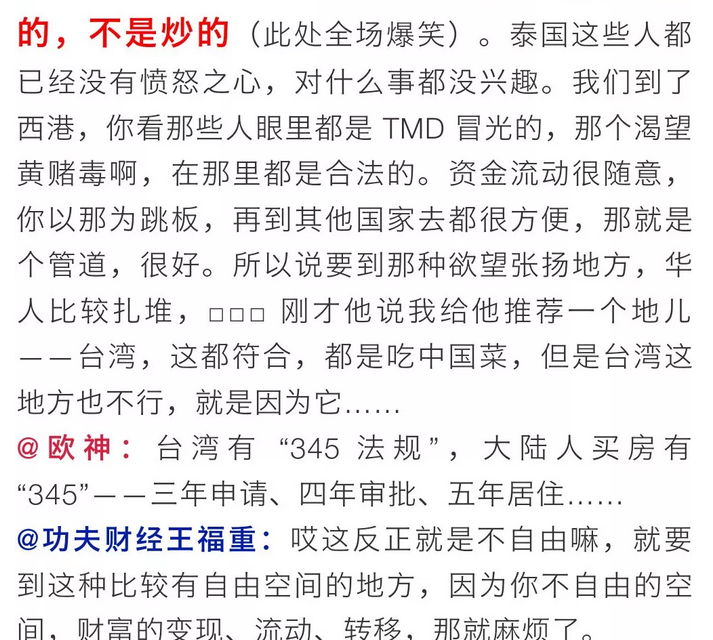 的，不是炒的（此处全场爆笑）。泰国这些人都
已经没有愤怒之心，对什么事都没兴趣。我们到了
西港，你看那些人眼里都是 TMD 冒光的，那个渴望
黄赌毒啊，在那里都是合法的。资金流动很随意，
你以那为跳板，再到其他国家去都很方便，那就是
个管道，很好。所以说要到那种欲望张扬地方，华
人比较扎堆，□□□ 刚才他说我给他推荐一个地儿
——台湾，这都符合，都是吃中国菜，但是台湾这
地方也不行，就是因为它……
@欧神：台湾有 “345 法规”，大陆人买房有
“345”——三年申请、四年审批、五年居住……
@功夫财经王福重：哎这反正就是不自由嘛，就要
到这种比较有自由空间的地方，因为你不自由的空
间，财富的变现、流动、转移，那就麻烦了。